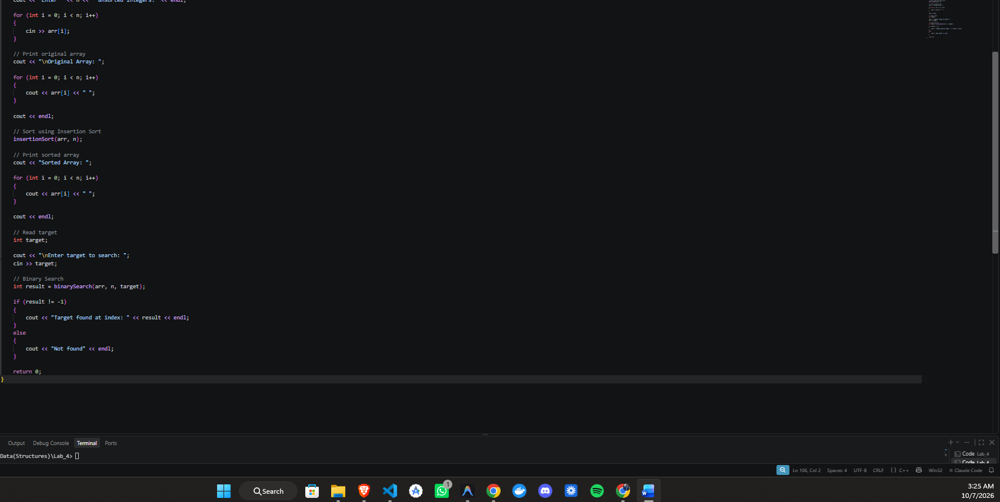 cout << "Enter " << n << " unsorted integers: " << endl;
for (int i = 0; i < n; i++)
{
cin >> arr[i];
}
// Print original array
cout << "\nOriginal Array: ";
for (int i = 0; i < n; i++)
{
cout << arr[i] << " ";
}
cout << endl;
// Sort using Insertion Sort
insertionSort(arr, n);
// Print sorted array
cout << "Sorted Array: ";
for (int i = 0; i < n; i++)
{
cout << arr[i] << " ";
}
cout << endl;
// Read target
int target;
cout << "\nEnter target to search: ";
cin >> target;
// Binary Search
int result = binarySearch(arr, n, target);
if (result != -1)
{
cout << "Target found at index: " << result << endl;
}
else
{
cout << "Not found" << endl;
}
return 0;
}
Output Debug Console Terminal Ports
Data(Structures)\Lab_4>
Code Lab_4
Code Lab_4
Ln 106, Col 2 Spaces: 4 UTF-8 CRLF {} C++ Win32 Claude Code
Search
1
3:25 AM
10/7/2026